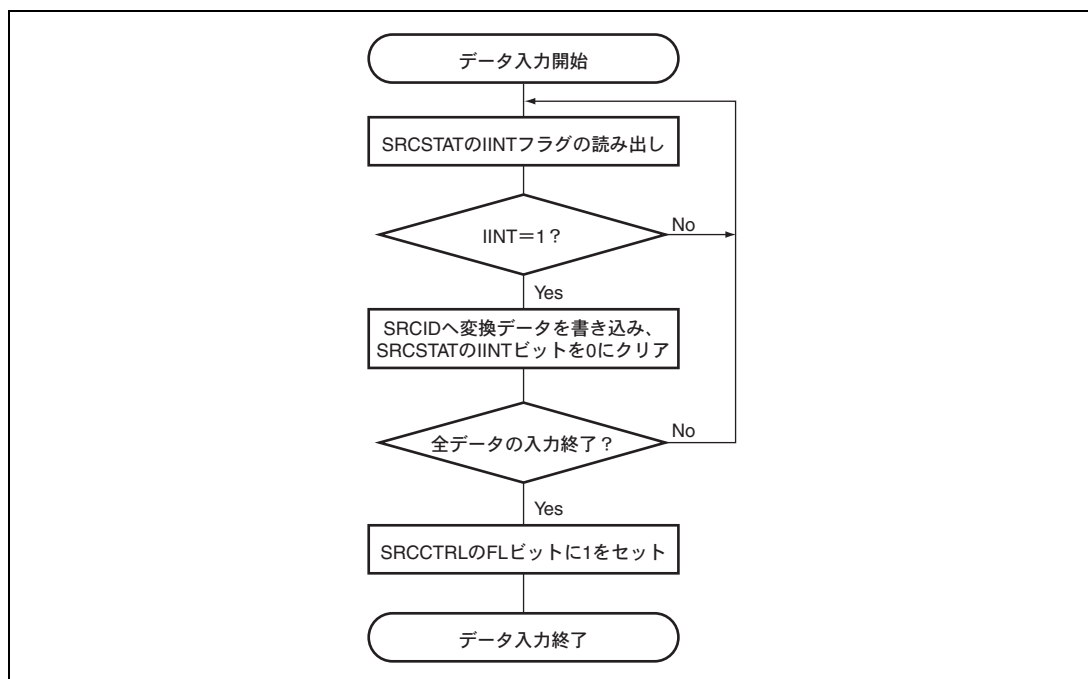 データ入力開始
SRCSTATのIINTフラグの読み出し
IINT＝1？
No
Yes
SRCIDへ変換データを書き込み、
SRCSTATのIINTビットを0にクリア
全データの入力終了？
No
Yes
SRCCTRLのFLビットに1をセット
データ入力終了